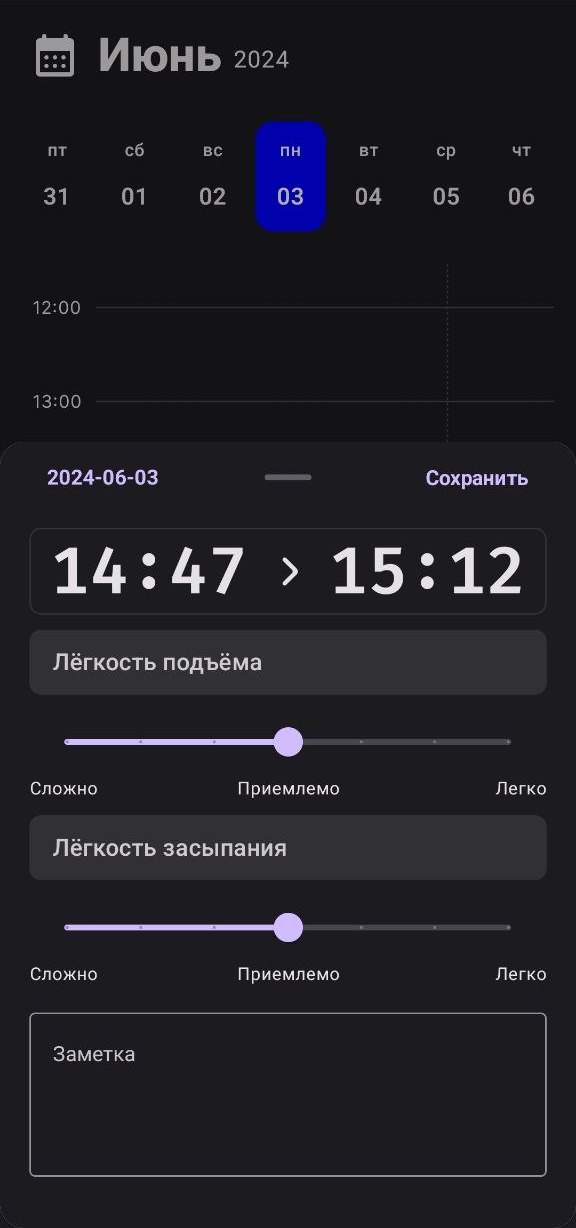 Июнь 2024
пт сб вс пн вт ср чт
31 01 02 03 04 05 06
12:00
13:00
2024-06-03 Сохранить
14:47 > 15:12
Лёгкость подъёма
Сложно Приемлемо Легко
Лёгкость засыпания
Сложно Приемлемо Легко
Заметка